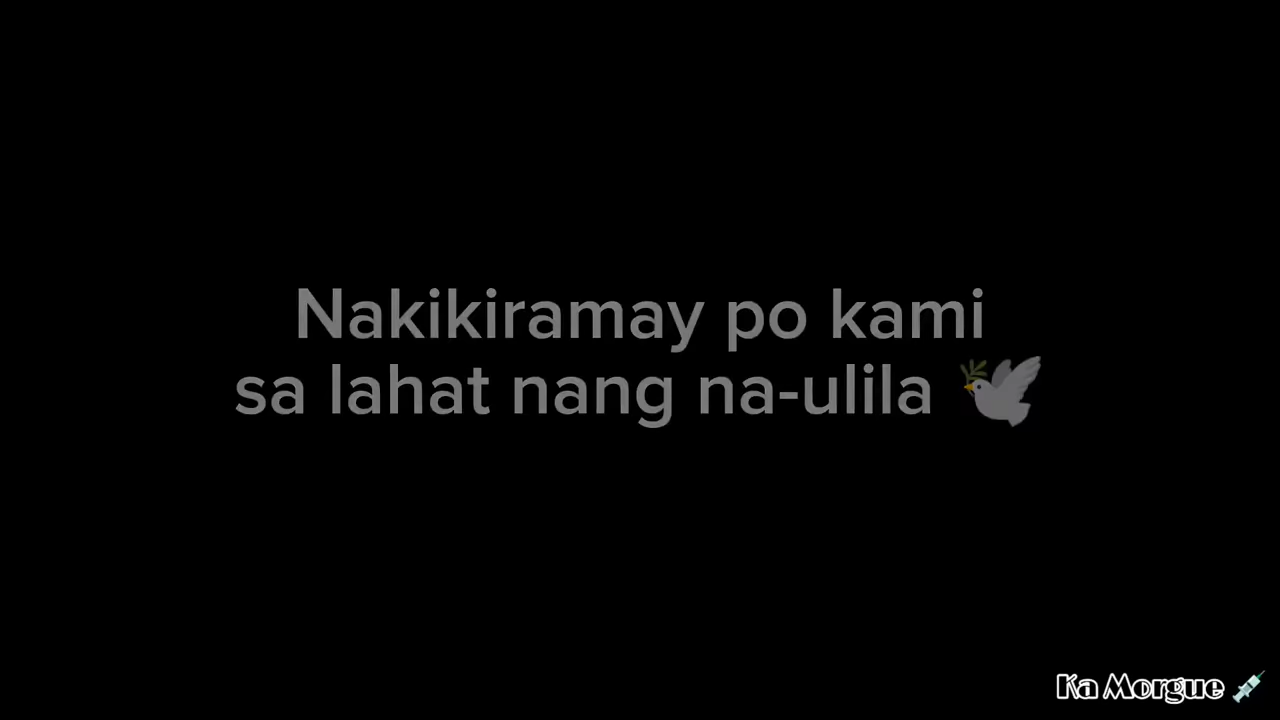 Nakikiramay po kami
sa lahat nang na-ulila 🕊️
Ka Morgue 💉